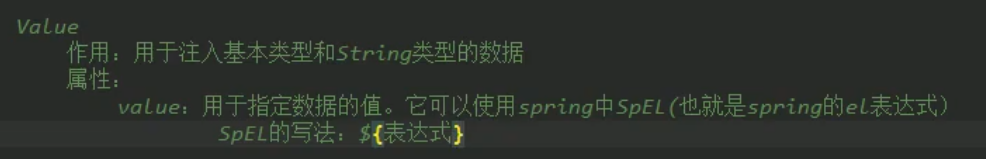 Value
作用：用于注入基本类型和String类型的数据
属性：
value：用于指定数据的值。它可以使用spring中SpEL(也就是spring的el表达式）
SpEL的写法：${表达式}